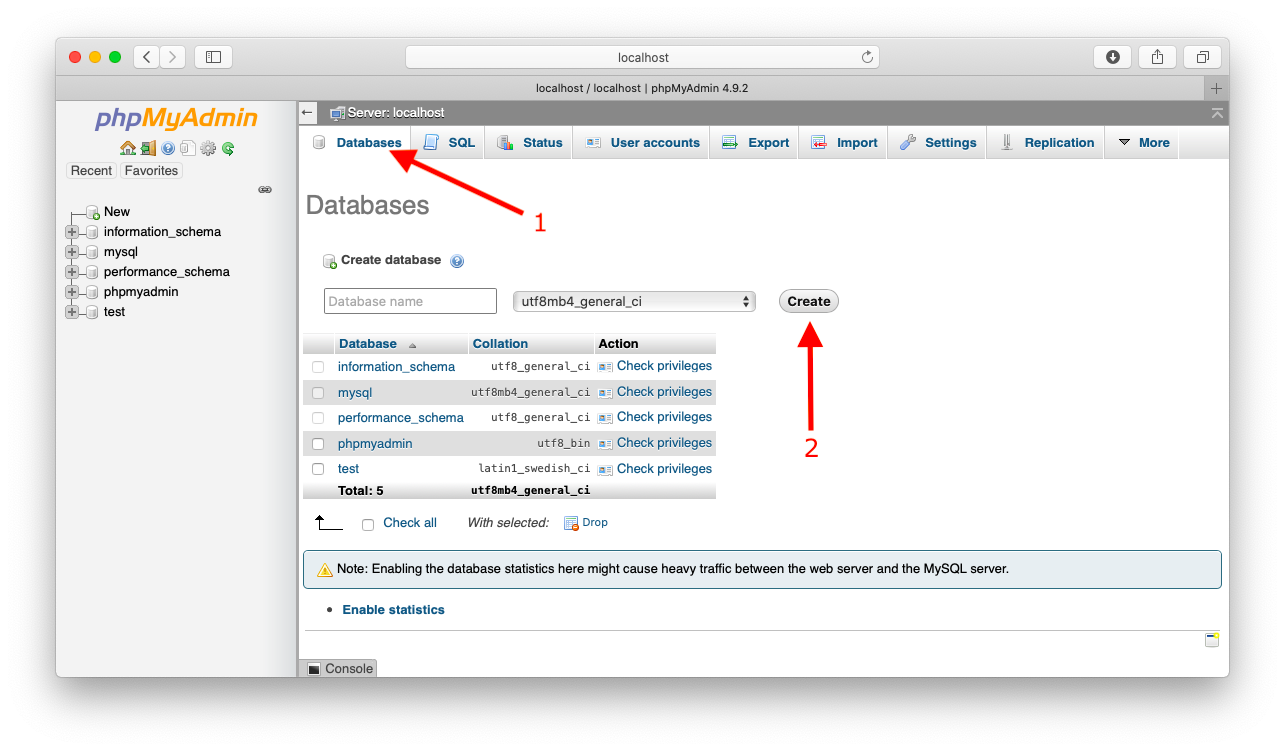 localhost
localhost / localhost | phpMyAdmin 4.9.2
phpMyAdmin
Recent Favorites
New
information_schema
mysql
performance_schema
phpmyadmin
test
Server: localhost
Databases SQL Status User accounts Export Import Settings Replication More
1
Databases
Create database
Database name utf8mb4_general_ci Create
2
Database Collation Action
information_schema utf8_general_ci Check privileges
mysql utf8mb4_general_ci Check privileges
performance_schema utf8_general_ci Check privileges
phpmyadmin utf8_bin Check privileges
test latin1_swedish_ci Check privileges
Total: 5 utf8mb4_general_ci
Check all With selected: Drop
Note: Enabling the database statistics here might cause heavy traffic between the web server and the MySQL server.
Enable statistics
Console